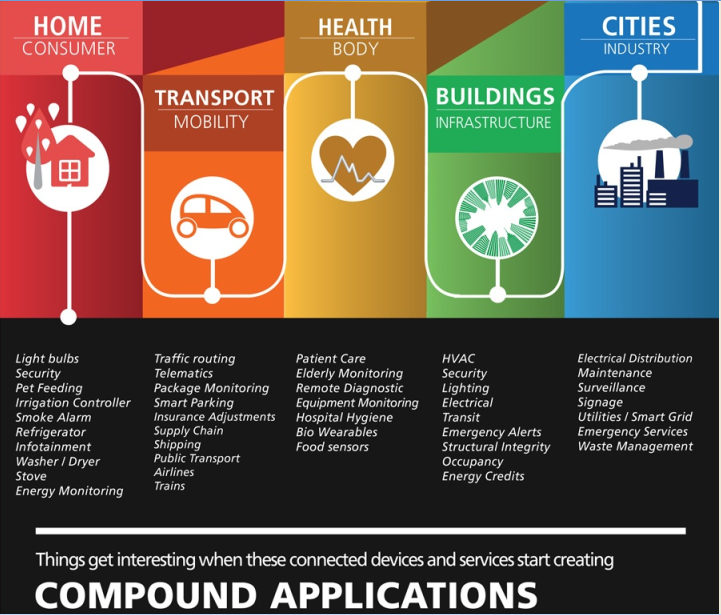 HOME
CONSUMER
TRANSPORT
MOBILITY
HEALTH
BODY
BUILDINGS
INFRASTRUCTURE
CITIES
INDUSTRY
Light bulbs
Security
Pet Feeding
Irrigation Controller
Smoke Alarm
Refrigerator
Infotainment
Washer / Dryer
Stove
Energy Monitoring
Traffic routing
Telematics
Package Monitoring
Smart Parking
Insurance Adjustments
Supply Chain
Shipping
Public Transport
Airlines
Trains
Patient Care
Elderly Monitoring
Remote Diagnostic
Equipment Monitoring
Hospital Hygiene
Bio Wearables
Food sensors
HVAC
Security
Lighting
Electrical
Transit
Emergency Alerts
Structural Integrity
Occupancy
Energy Credits
Electrical Distribution
Maintenance
Surveillance
Signage
Utilities / Smart Grid
Emergency Services
Waste Management
Things get interesting when these connected devices and services start creating
COMPOUND APPLICATIONS